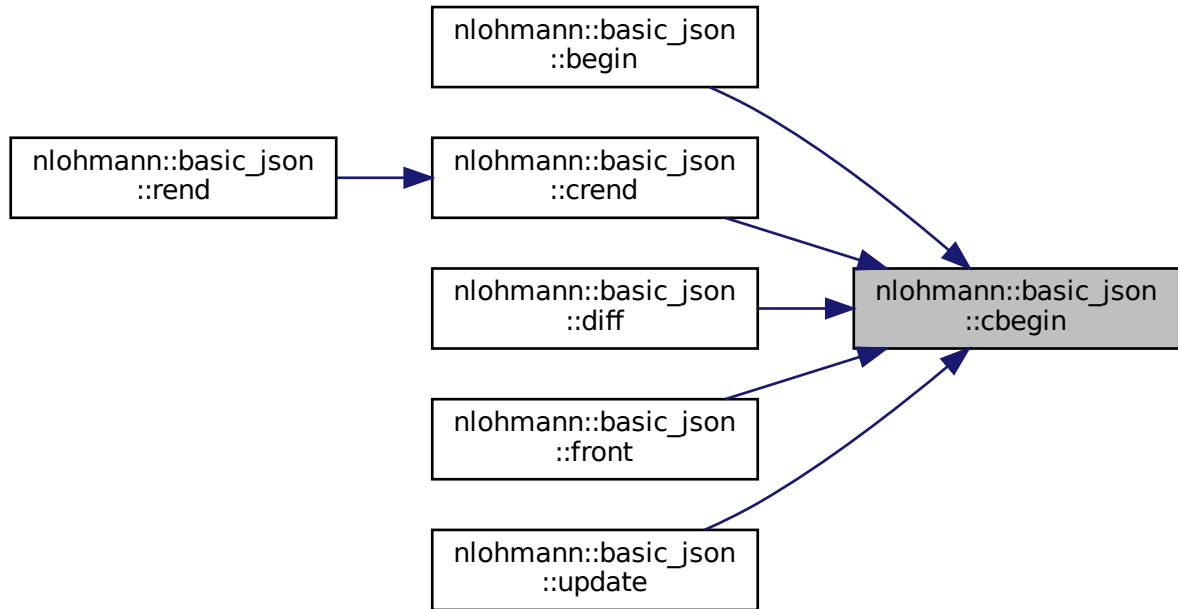 nlohmann::basic_json
::begin
nlohmann::basic_json
::rend
nlohmann::basic_json
::crend
nlohmann::basic_json
::diff
nlohmann::basic_json
::cbegin
nlohmann::basic_json
::front
nlohmann::basic_json
::update